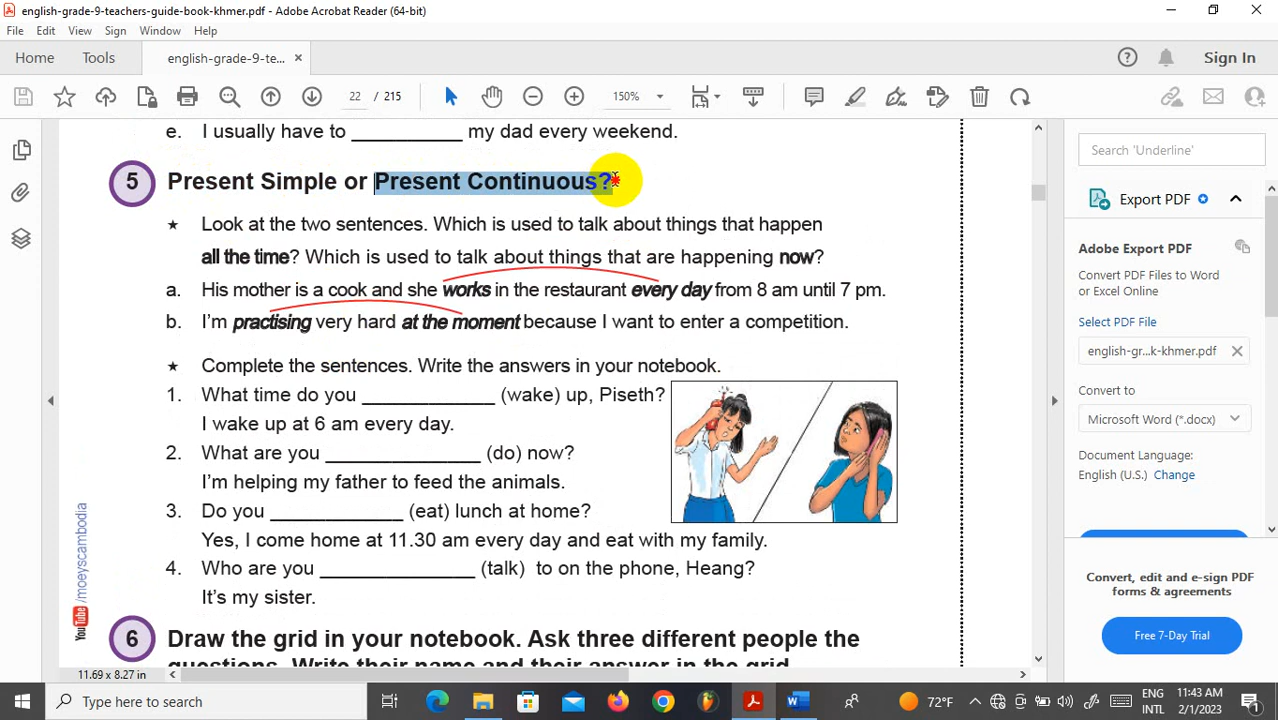 english-grade-9-teachers-guide-book-khmer.pdf - Adobe Acrobat Reader (64-bit)
File Edit View Sign Window Help
Home Tools english-grade-9-te... × Sign In
22 / 215 150%
e. I usually have to __________ my dad every weekend.
5 Present Simple or Present Continuous?
★ Look at the two sentences. Which is used to talk about things that happen
all the time? Which is used to talk about things that are happening now?
a. His mother is a cook and she works in the restaurant every day from 8 am until 7 pm.
b. I'm practising very hard at the moment because I want to enter a competition.
★ Complete the sentences. Write the answers in your notebook.
1. What time do you ____________ (wake) up, Piseth?
I wake up at 6 am every day.
2. What are you ______________ (do) now?
I'm helping my father to feed the animals.
3. Do you ____________ (eat) lunch at home?
Yes, I come home at 11.30 am every day and eat with my family.
4. Who are you ______________ (talk) to on the phone, Heang?
It's my sister.
6 Draw the grid in your notebook. Ask three different people the
questions. Write their name and their answer in the grid
YouTube /moeyscambodia
11.69 x 8.27 in
Search 'Underline'
Export PDF
Adobe Export PDF
Convert PDF Files to Word
or Excel Online
Select PDF File
english-gr...k-khmer.pdf
Convert to
Microsoft Word (*.docx)
Document Language:
English (U.S.) Change
Convert, edit and e-sign PDF
forms & agreements
Free 7-Day Trial
Type here to search
72°F
ENG
INTL
11:43 AM
2/1/2023
1